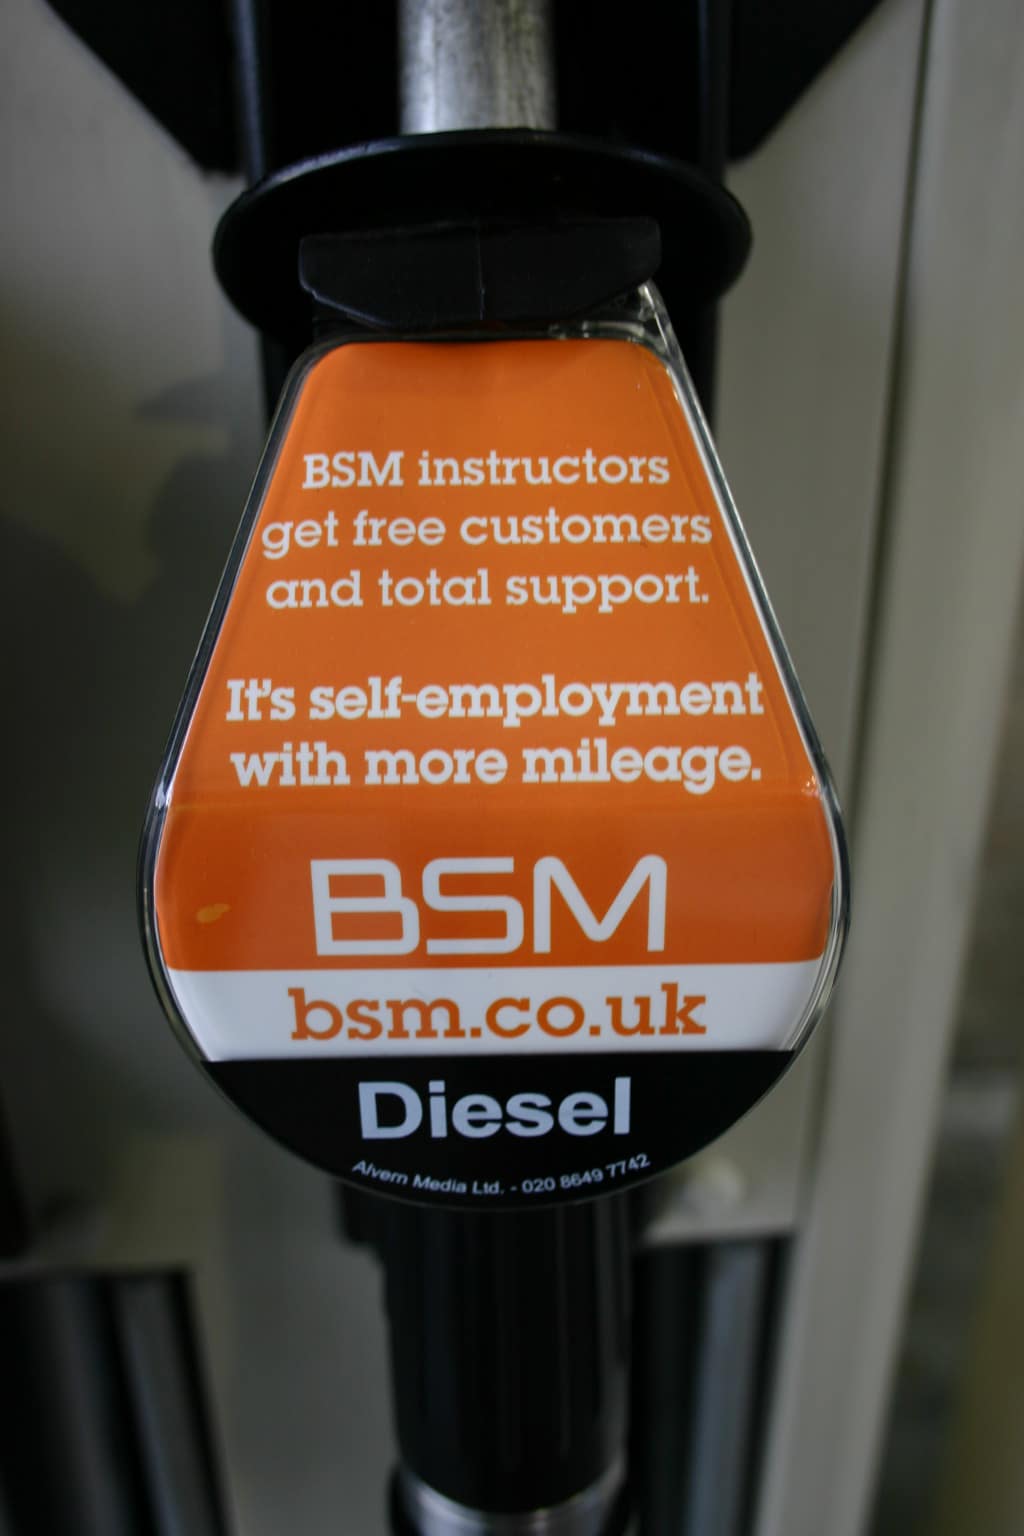 BSM instructors
get free customers
and total support.
It's self-employment
with more mileage.
BSM
bsm.co.uk
Diesel
Alvern Media Ltd. - 020 8649 7742